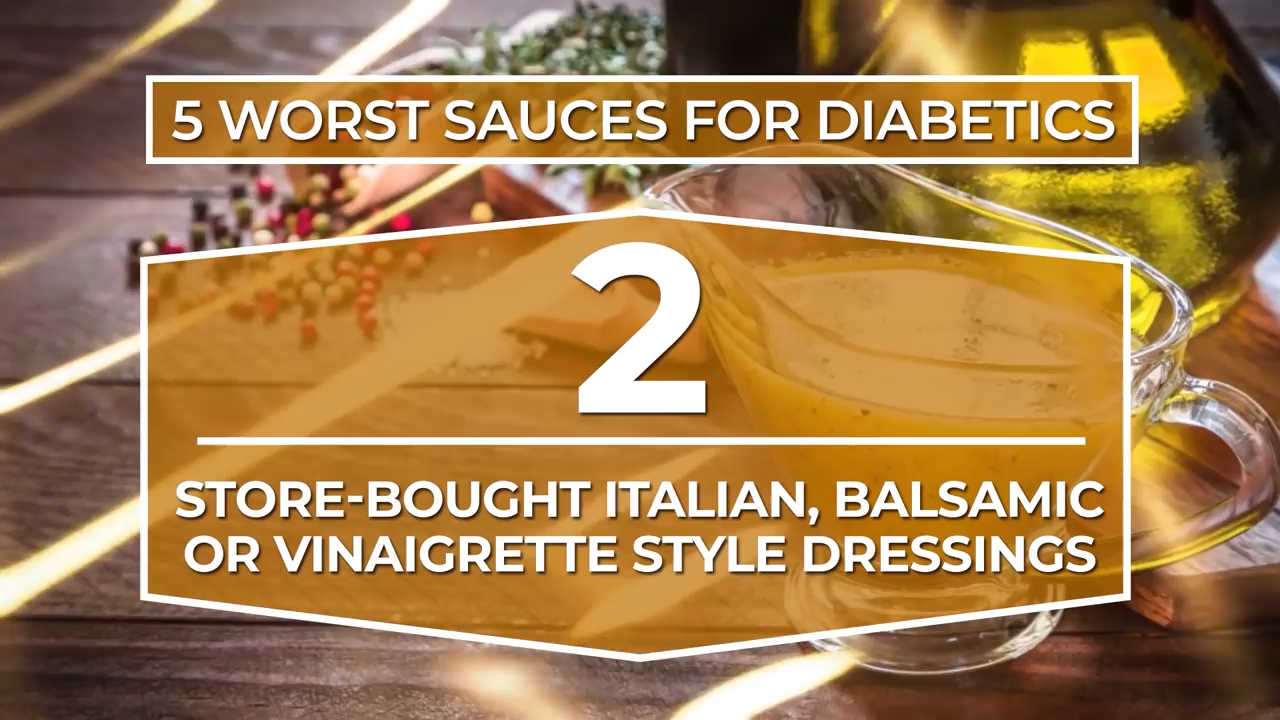 5 WORST SAUCES FOR DIABETICS
2
STORE-BOUGHT ITALIAN, BALSAMIC
OR VINAIGRETTE STYLE DRESSINGS